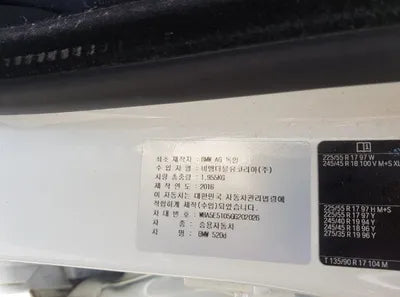 최초 제작자 : BMW AG 독일
수 입 자 명 : 비엠더블유코리아(주)
차량 총중량 : 1,955KG
제작 연도 : 2016
이 자동차는 대한민국 자동차관리법령에
적합하게 제작(수입)되었습니다.
차 대 번 호 :
차 종 : 승용자동차
차 명 : BMW 520d
225/55 R 17 97 W
245/45 R 18 100 V M+S XL
225/55 R 17 97 H M+S
225/55 R 17 97 Y
245/40 R 19 94 Y
245/45 R 18 96 Y
275/35 R 19 96 Y
T 135/90 R 17 104 M